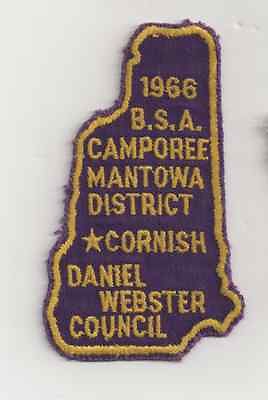 1966
B.S.A.
CAMPOREE
MANTOWA
DISTRICT
★CORNISH
DANIEL
WEBSTER
COUNCIL